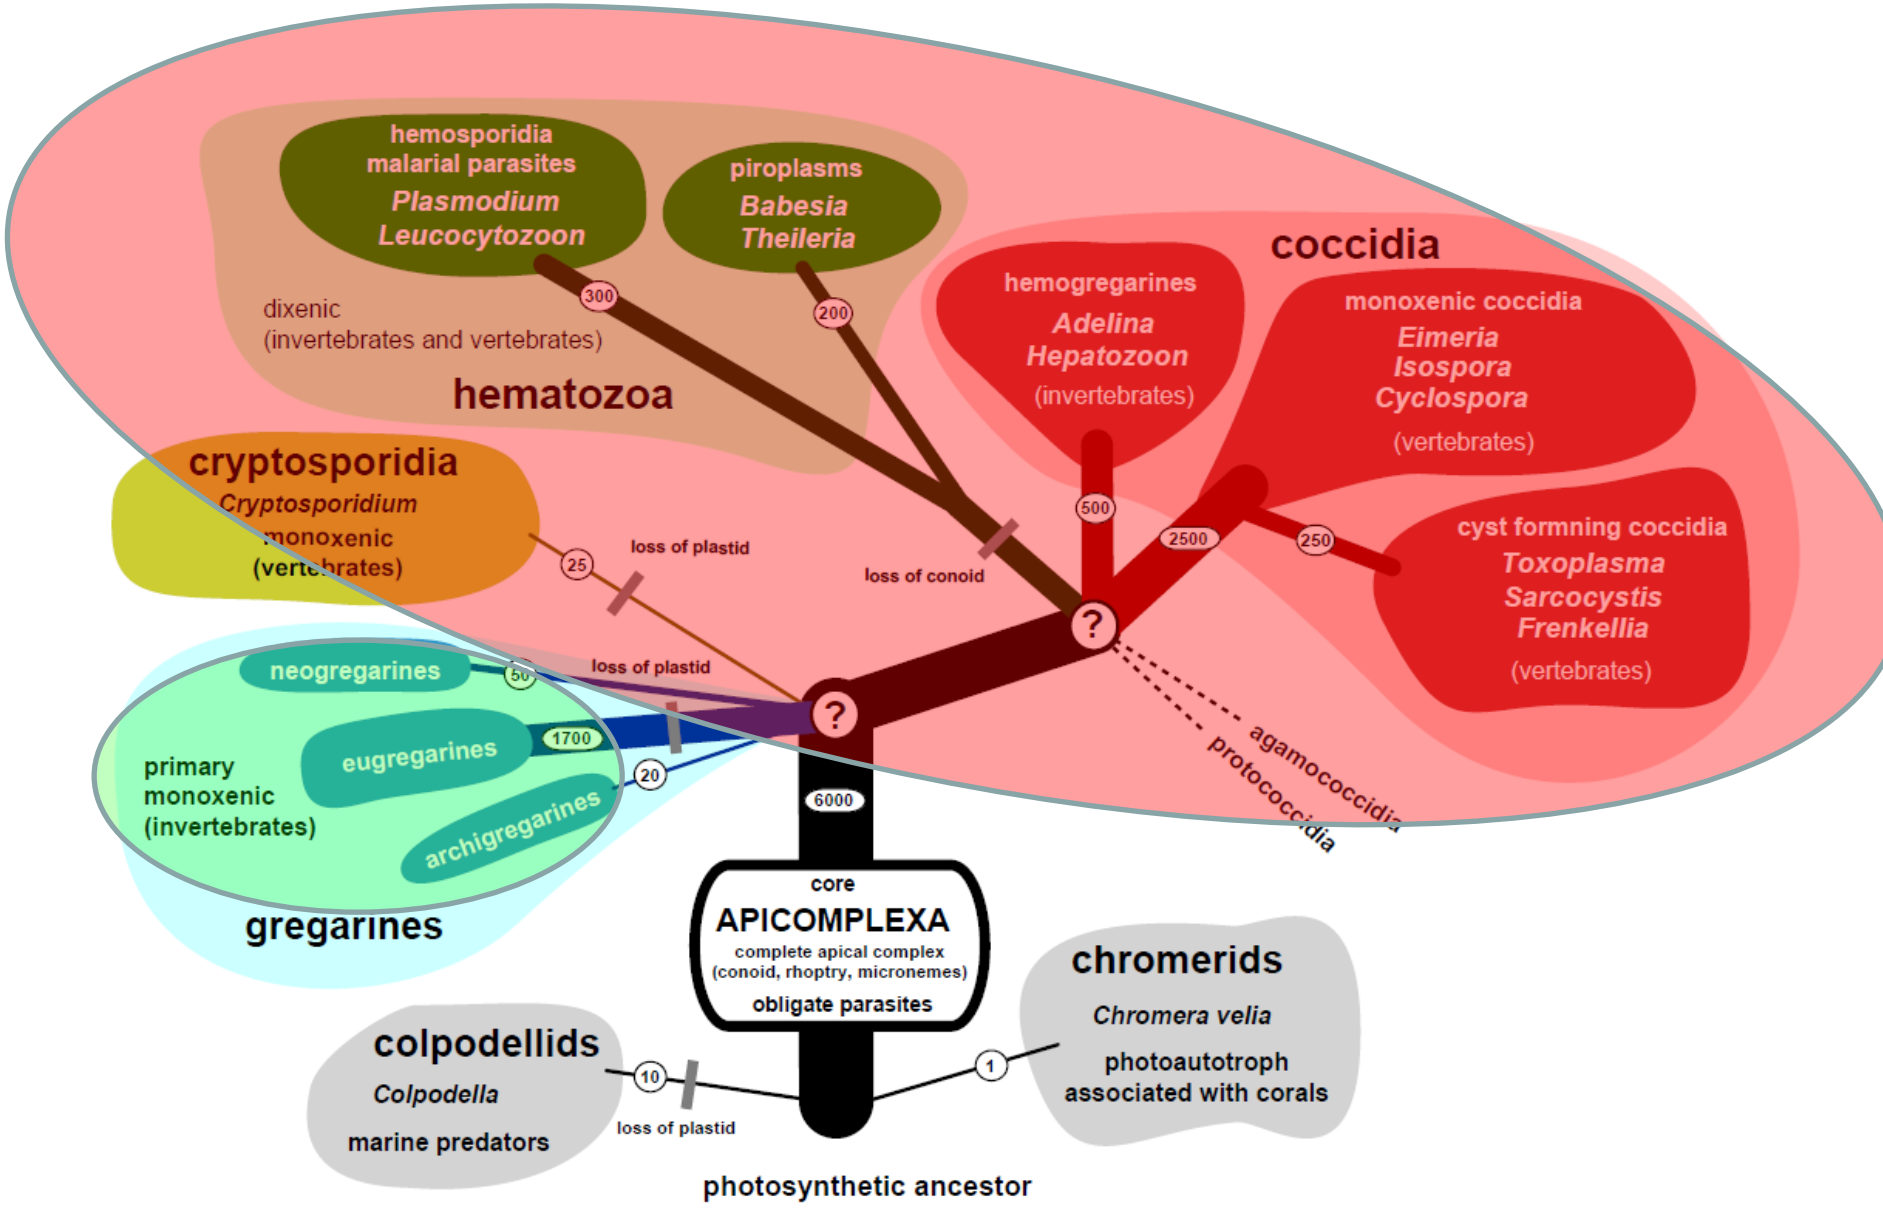 hemosporidia
malarial parasites
Plasmodium
Leucocytozoon
piroplasms
Babesia
Theileria
300
200
dixenic
(invertebrates and vertebrates)
hematozoa
coccidia
hemogregarines
Adelina
Hepatozoon
(invertebrates)
monoxenic coccidia
Eimeria
Isospora
Cyclospora
(vertebrates)
cryptosporidia
Cryptosporidium
monoxenic
(vertebrates)
25
loss of plastid
loss of conoid
500
2500
250
cyst formning coccidia
Toxoplasma
Sarcocystis
Frenkellia
(vertebrates)
?
?
agamococcidia
protococcidia
neogregarines
50
loss of plastid
eugregarines
1700
archigregarines
20
primary
monoxenic
(invertebrates)
gregarines
6000
core
APICOMPLEXA
complete apical complex
(conoid, rhoptry, micronemes)
obligate parasites
chromerids
Chromera velia
photoautotroph
associated with corals
1
colpodellids
Colpodella
marine predators
10
loss of plastid
photosynthetic ancestor